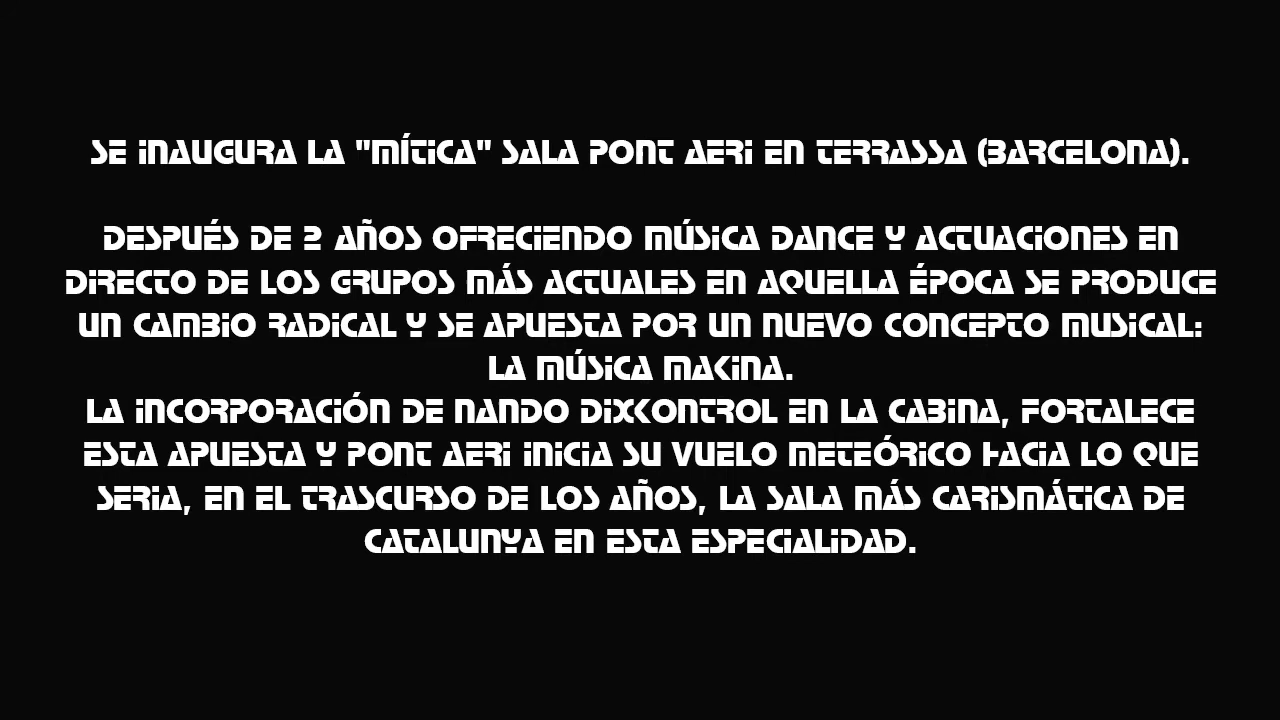 SE INAUGURA LA "MÍTICA" SALA PONT AERI EN TERRASSA (BARCELONA).
DESPUÉS DE 2 AÑOS OFRECIENDO MÚSICA DANCE Y ACTUACIONES EN
DIRECTO DE LOS GRUPOS MÁS ACTUALES EN AQUELLA ÉPOCA SE PRODUCE
UN CAMBIO RADICAL Y SE APUESTA POR UN NUEVO CONCEPTO MUSICAL:
LA MÚSICA MAKINA.
LA INCORPORACIÓN DE NANDO DIXKONTROL EN LA CABINA, FORTALECE
ESTA APUESTA Y PONT AERI INICIA SU VUELO METEÓRICO HACIA LO QUE
SERIA, EN EL TRASCURSO DE LOS AÑOS, LA SALA MÁS CARISMÁTICA DE
CATALUNYA EN ESTA ESPECIALIDAD.